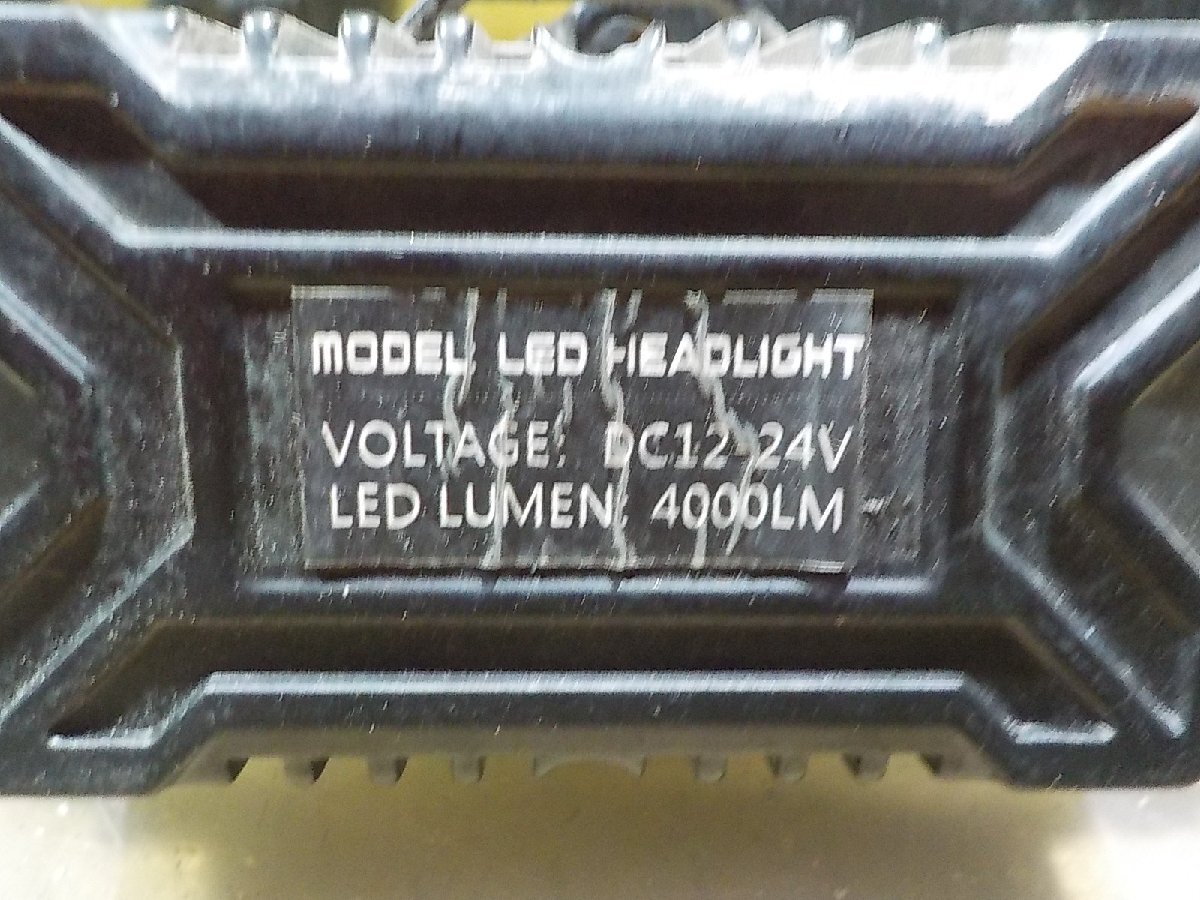 MODEL: LED HEADLIGHT
VOLTAGE: DC12-24V
LED LUMEN: 4000LM